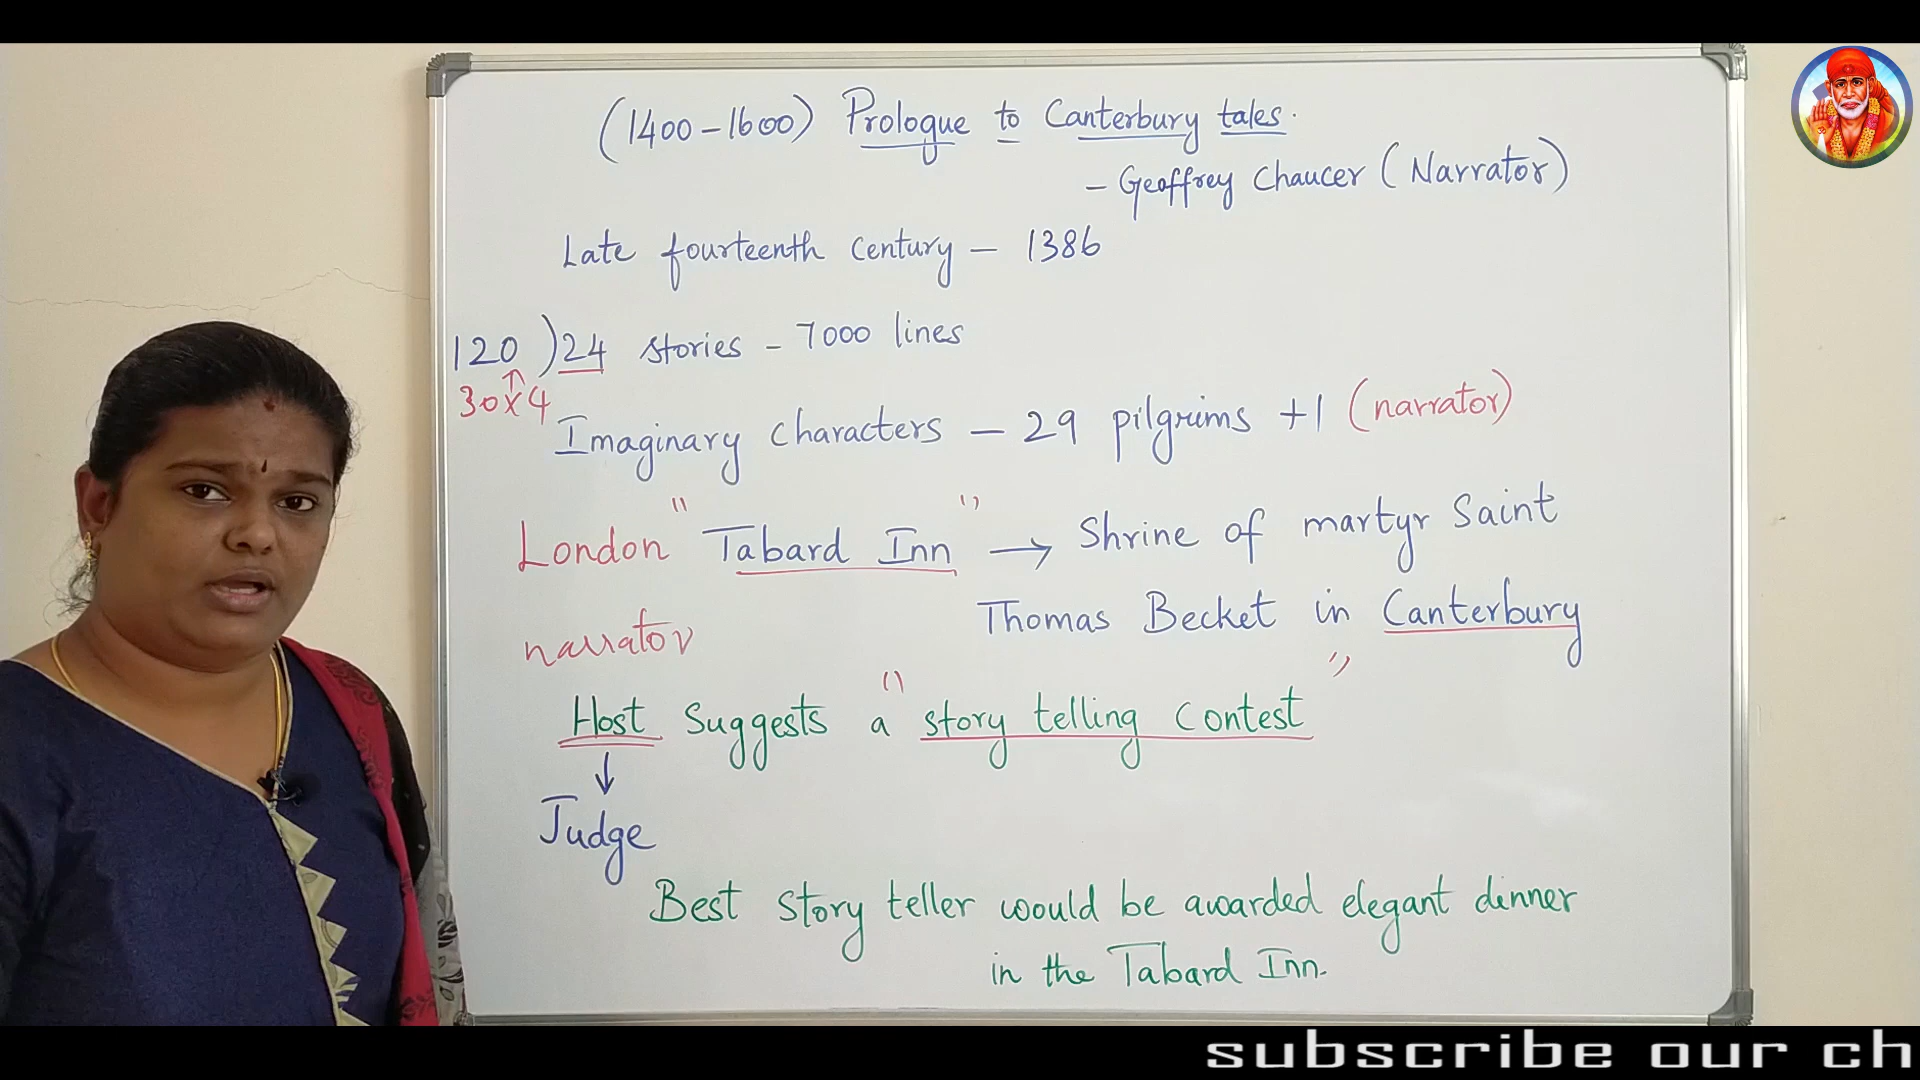 (1400-1600) Prologue to Canterbury tales.
- Geoffrey Chaucer (Narrator)
Late fourteenth century - 1386
120 ) 24 stories - 7000 lines
30x4
Imaginary characters - 29 pilgrims +1 (narrator)
London "Tabard Inn" → Shrine of martyr Saint
Thomas Becket in Canterbury
narrator
Host suggests a "story telling contest"
↓
Judge
Best story teller would be awarded elegant dinner
in the Tabard Inn.
subscribe our ch